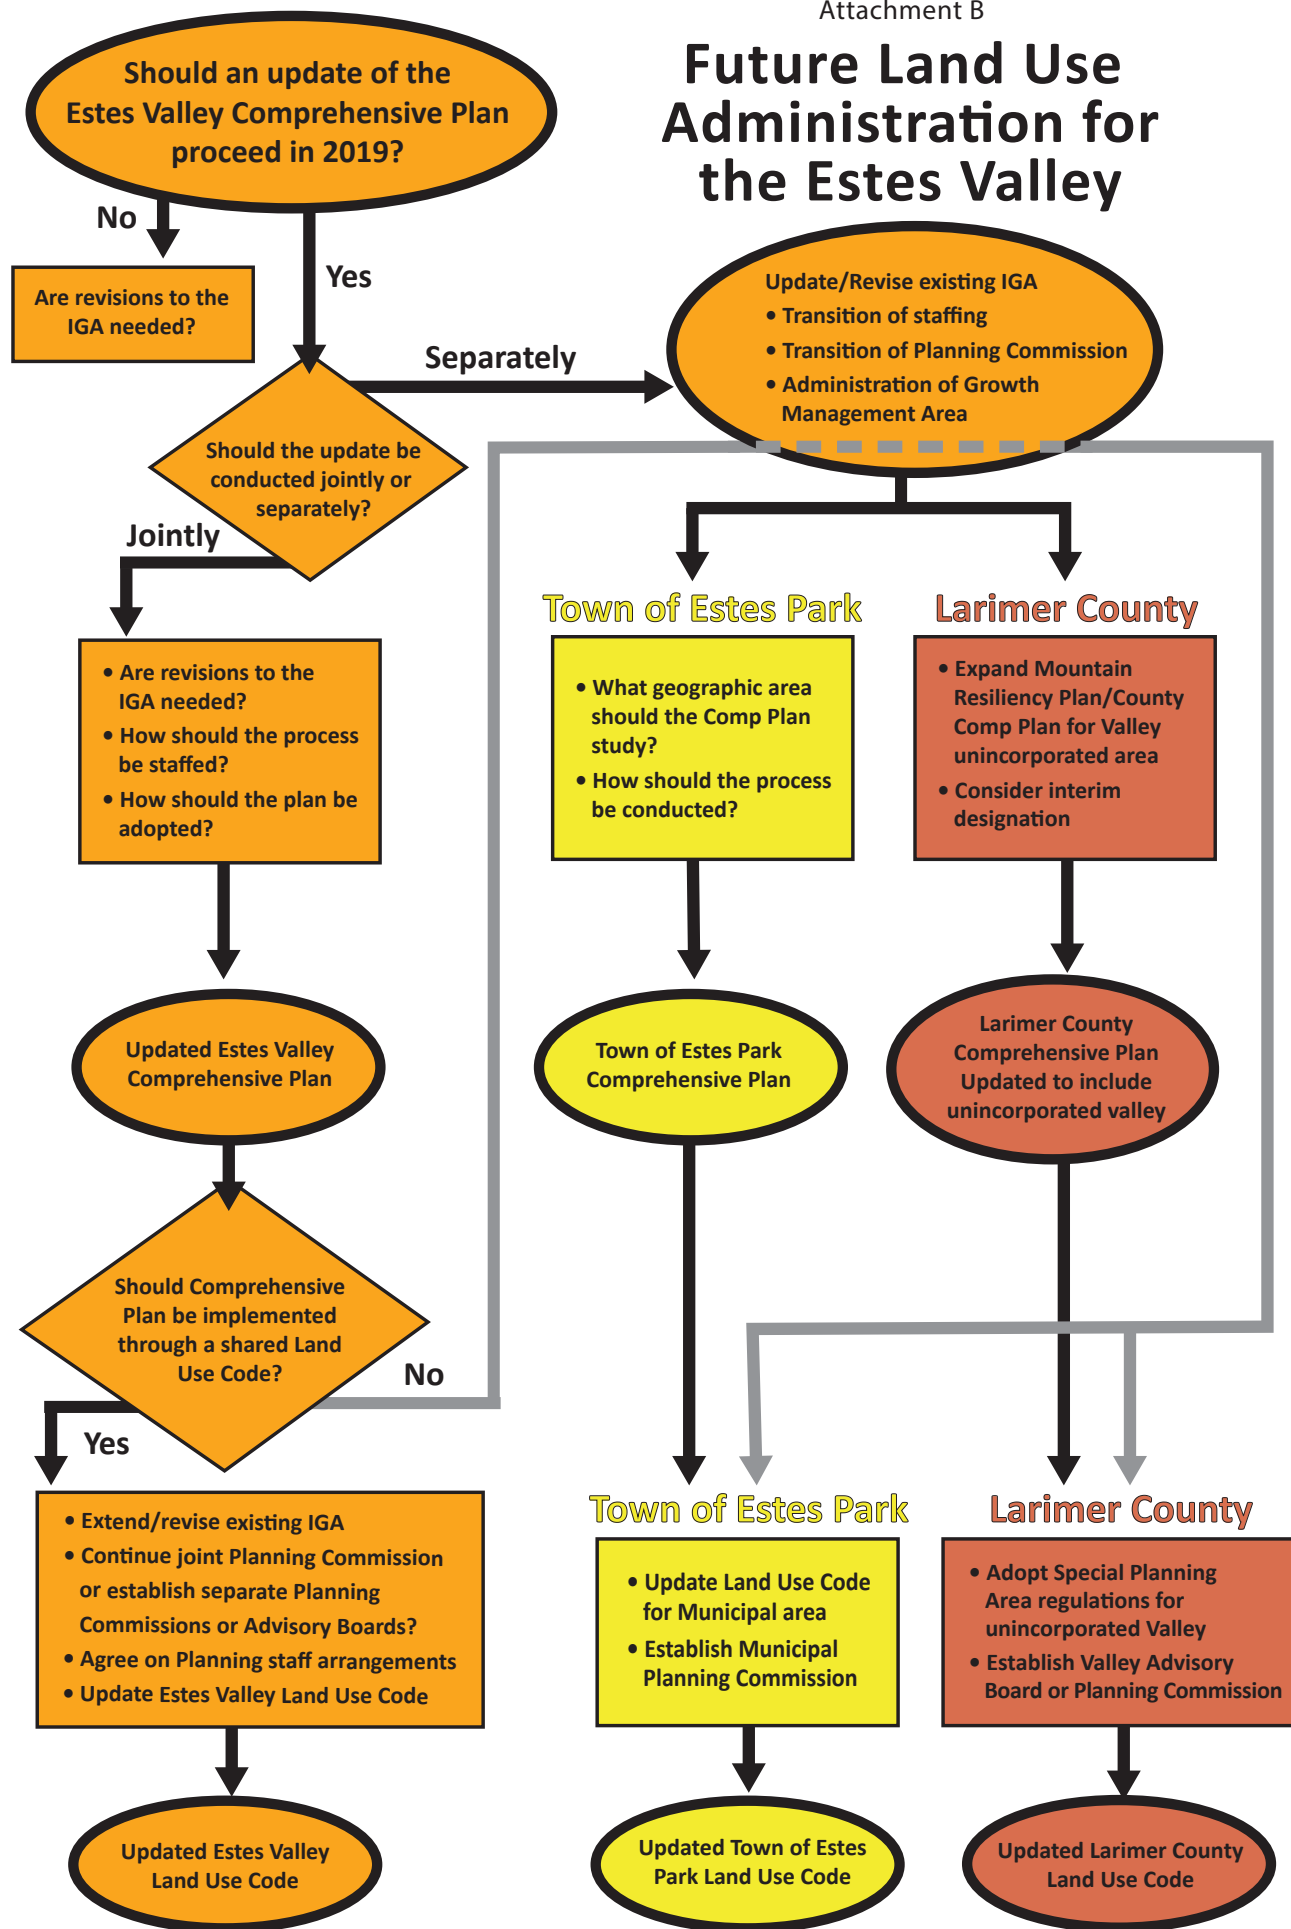 Attachment B
Future Land Use
Administration for
the Estes Valley
Should an update of the
Estes Valley Comprehensive Plan
proceed in 2019?
No
Yes
Are revisions to the
IGA needed?
Should the update be
conducted jointly or
separately?
Separately
Jointly
Update/Revise existing IGA
• Transition of staffing
• Transition of Planning Commission
• Administration of Growth
Management Area
• Are revisions to the
IGA needed?
• How should the process
be staffed?
• How should the plan be
adopted?
Town of Estes Park
• What geographic area
should the Comp Plan
study?
• How should the process
be conducted?
Larimer County
• Expand Mountain
Resiliency Plan/County
Comp Plan for Valley
unincorporated area
• Consider interim
designation
Updated Estes Valley
Comprehensive Plan
Town of Estes Park
Comprehensive Plan
Larimer County
Comprehensive Plan
Updated to include
unincorporated valley
Should Comprehensive
Plan be implemented
through a shared Land
Use Code?
No
Yes
• Extend/revise existing IGA
• Continue joint Planning Commission
or establish separate Planning
Commissions or Advisory Boards?
• Agree on Planning staff arrangements
• Update Estes Valley Land Use Code
Town of Estes Park
• Update Land Use Code
for Municipal area
• Establish Municipal
Planning Commission
Larimer County
• Adopt Special Planning
Area regulations for
unincorporated Valley
• Establish Valley Advisory
Board or Planning Commission
Updated Estes Valley
Land Use Code
Updated Town of Estes
Park Land Use Code
Updated Larimer County
Land Use Code